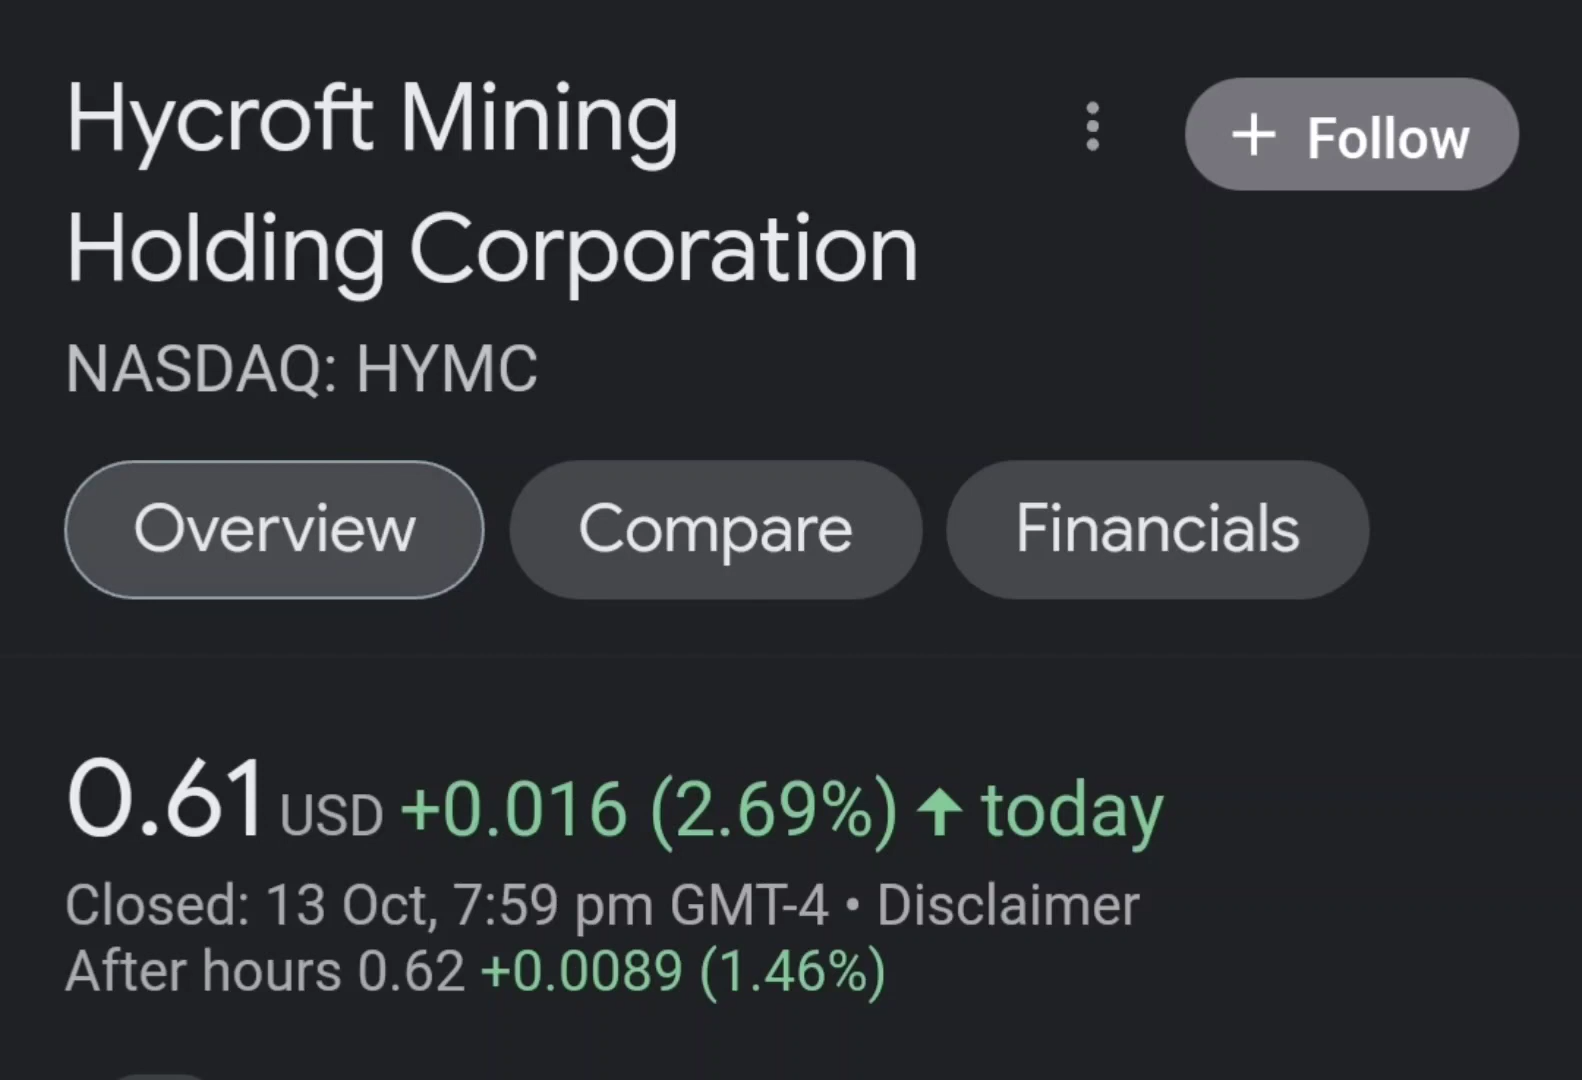 Hycroft Mining
Holding Corporation
+ Follow
NASDAQ: HYMC
Overview
Compare
Financials
0.61 USD +0.016 (2.69%) ↑ today
Closed: 13 Oct, 7:59 pm GMT-4 • Disclaimer
After hours 0.62 +0.0089 (1.46%)